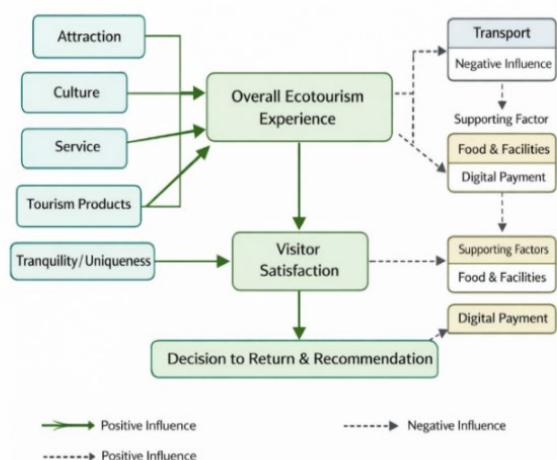 Attraction
Culture
Service
Tourism Products
Tranquility/Uniqueness
Overall Ecotourism
Experience
Visitor
Satisfaction
Decision to Return & Recommendation
Transport
Negative Influence
Supporting Factor
Food & Facilities
Digital Payment
Supporting Factors
Food & Facilities
Digital Payment
Positive Influence
Negative Influence
Positive Influence